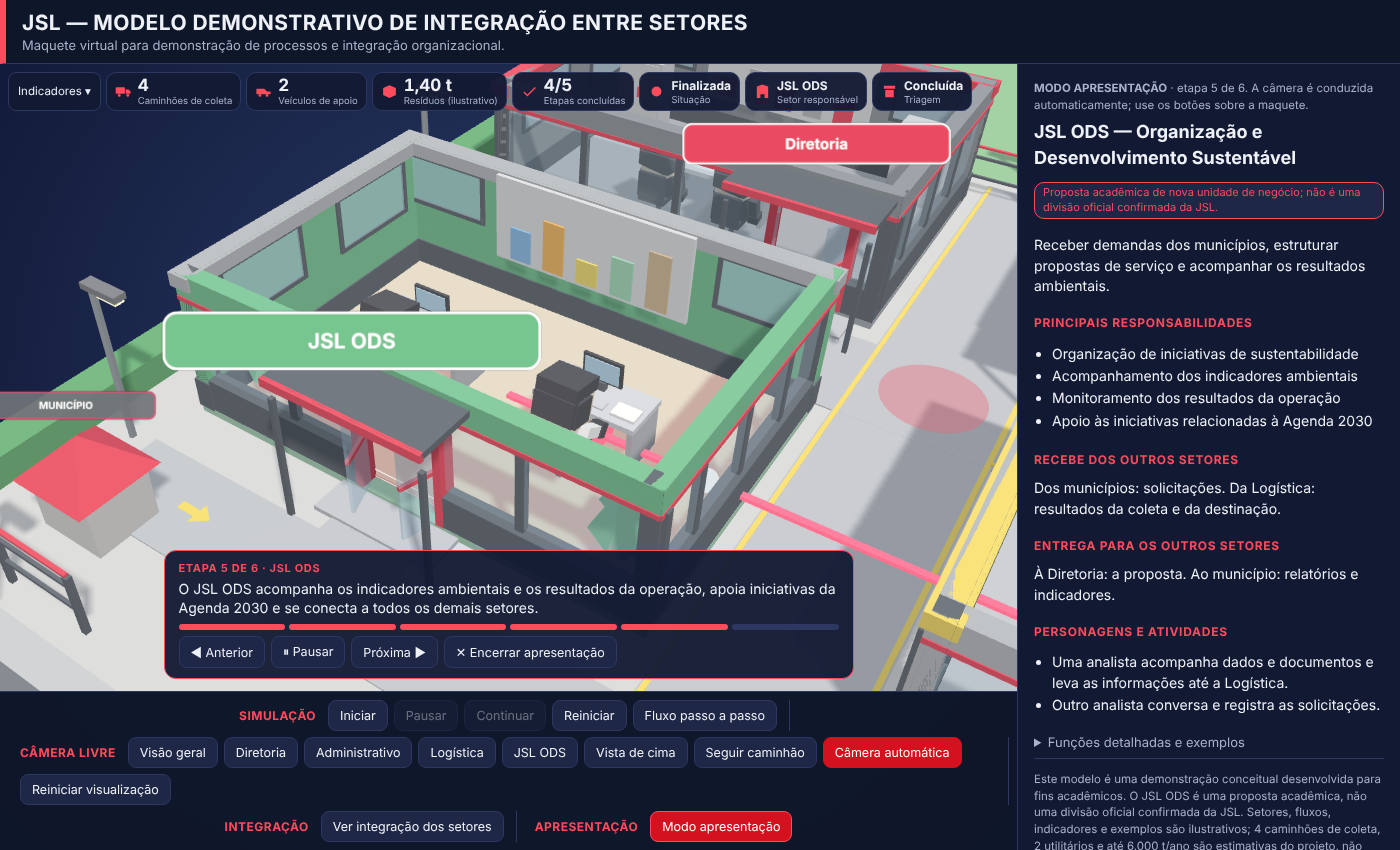 JSL — MODELO DEMONSTRATIVO DE INTEGRAÇÃO ENTRE SETORES
Maquete virtual para demonstração de processos e integração organizacional.
Indicadores ▾
4
Caminhões de coleta
2
Veículos de apoio
1,40 t
Resíduos (ilustrativo)
4/5
Etapas concluídas
Finalizada
Situação
JSL ODS
Setor responsável
Concluída
Triagem
Diretoria
JSL ODS
MUNICÍPIO
ETAPA 5 DE 6 · JSL ODS
O JSL ODS acompanha os indicadores ambientais e os resultados da operação, apoia iniciativas da
Agenda 2030 e se conecta a todos os demais setores.
◀ Anterior
⏸ Pausar
Próxima ▶
✕ Encerrar apresentação
SIMULAÇÃO
Iniciar
Pausar
Continuar
Reiniciar
Fluxo passo a passo
CÂMERA LIVRE
Visão geral
Diretoria
Administrativo
Logística
JSL ODS
Vista de cima
Seguir caminhão
Câmera automática
Reiniciar visualização
INTEGRAÇÃO
Ver integração dos setores
APRESENTAÇÃO
Modo apresentação
MODO APRESENTAÇÃO · etapa 5 de 6. A câmera é conduzida
automaticamente; use os botões sobre a maquete.
JSL ODS — Organização e
Desenvolvimento Sustentável
Proposta acadêmica de nova unidade de negócio; não é uma
divisão oficial confirmada da JSL.
Receber demandas dos municípios, estruturar
propostas de serviço e acompanhar os resultados
ambientais.
PRINCIPAIS RESPONSABILIDADES
• Organização de iniciativas de sustentabilidade
• Acompanhamento dos indicadores ambientais
• Monitoramento dos resultados da operação
• Apoio às iniciativas relacionadas à Agenda 2030
RECEBE DOS OUTROS SETORES
Dos municípios: solicitações. Da Logística:
resultados da coleta e da destinação.
ENTREGA PARA OS OUTROS SETORES
À Diretoria: a proposta. Ao município: relatórios e
indicadores.
PERSONAGENS E ATIVIDADES
• Uma analista acompanha dados e documentos e
leva as informações até a Logística.
• Outro analista conversa e registra as solicitações.
▶ Funções detalhadas e exemplos
Este modelo é uma demonstração conceitual desenvolvida para
fins acadêmicos. O JSL ODS é uma proposta acadêmica, não
uma divisão oficial confirmada da JSL. Setores, fluxos,
indicadores e exemplos são ilustrativos; 4 caminhões de coleta,
2 utilitários e até 6.000 t/ano são estimativas do projeto, não